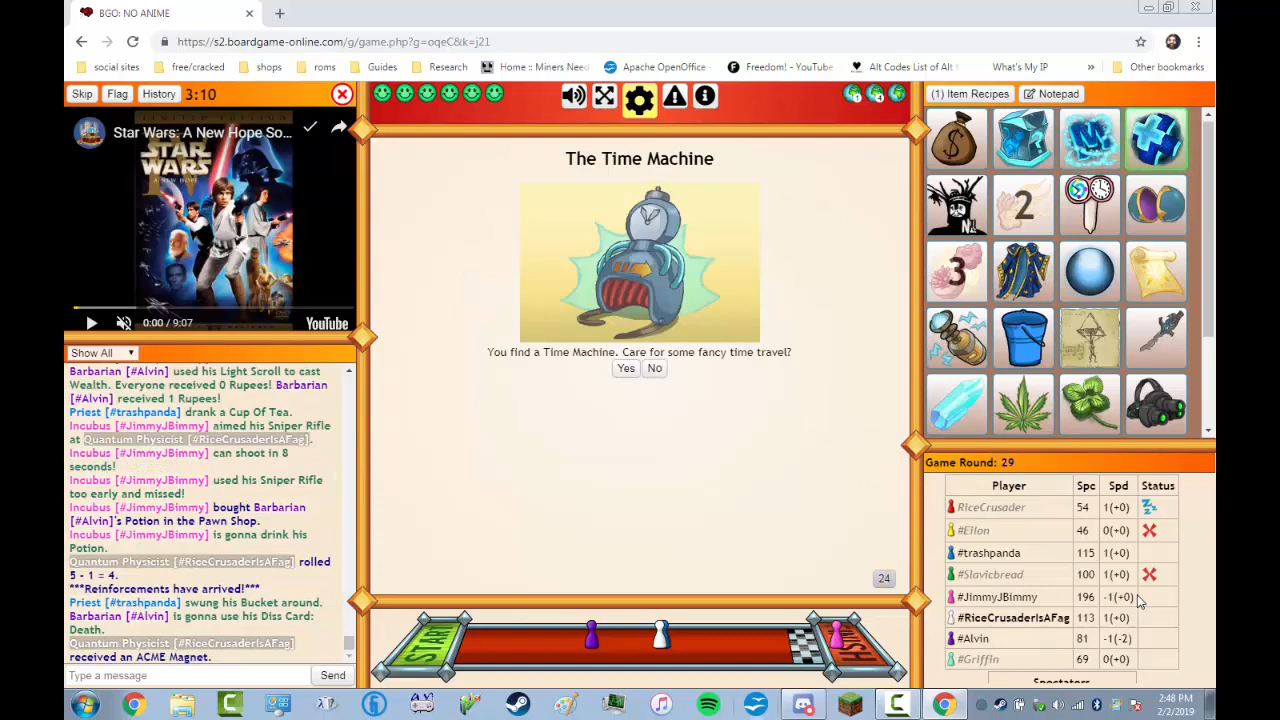 BGO: NO ANIME
https://s2.boardgame-online.com/g/game.php?g=oqeC&k=j21
social sites
free/cracked
shops
roms
Guides
Research
Home :: Miners Need
Apache OpenOffice -
Freedom! - YouTube
Alt Codes List of Alt
What's My IP
»
Other bookmarks
Skip
Flag
History
3:10
Star Wars: A New Hope So...
STAR WARS
A NEW HOPE
0:00 / 9:07
YouTube
Show All
Barbarian [#Alvin] used his Light Scroll to cast
Wealth. Everyone received 0 Rupees! Barbarian
[#Alvin] received 1 Rupees!
Priest [#trashpanda] drank a Cup Of Tea.
Incubus [#JimmyJBimmy] aimed his Sniper Rifle
at Quantum Physicist [#RiceCrusaderIsAFag].
Incubus [#JimmyJBimmy] can shoot in 8
seconds!
Incubus [#JimmyJBimmy] used his Sniper Rifle
too early and missed!
Incubus [#JimmyJBimmy] bought Barbarian
[#Alvin]'s Potion in the Pawn Shop.
Incubus [#JimmyJBimmy] is gonna drink his
Potion.
Quantum Physicist [#RiceCrusaderIsAFag] rolled
5 - 1 = 4.
***Reinforcements have arrived!***
Priest [#trashpanda] swung his Bucket around.
Barbarian [#Alvin] is gonna use his Diss Card:
Death.
Quantum Physicist [#RiceCrusaderIsAFag]
received an ACME Magnet.
Type a message
Send
1
4
The Time Machine
You find a Time Machine. Care for some fancy time travel?
Yes
No
24
START
FINISH
(1) Item Recipes
Notepad
$
2
3
Game Round: 29
Player Spc Spd Status
RiceCrusader 54 1(+0)
#Eilon 46 0(+0)
#trashpanda 115 1(+0)
#Slavicbread 100 1(+0)
#JimmyJBimmy 196 -1(+0)
#RiceCrusaderIsAFag 113 1(+0)
#Alvin 81 -1(-2)
#Griffin 69 0(+0)
Spectators
2:48 PM
2/2/2019